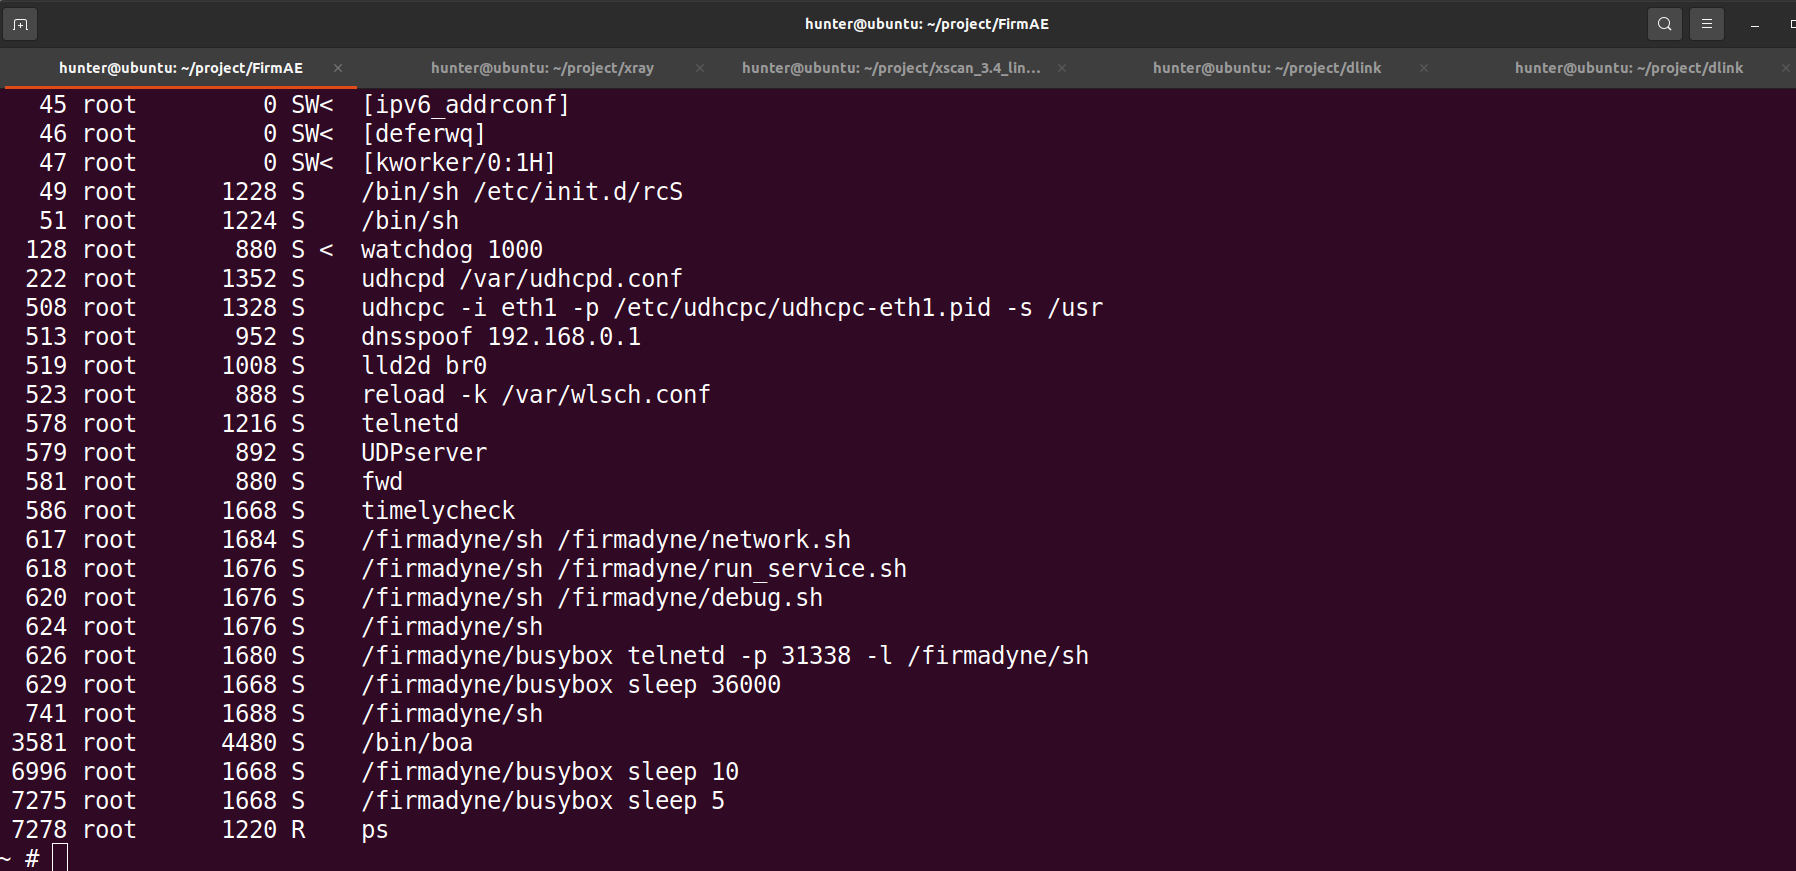 hunter@ubuntu: ~/project/FirmAE
hunter@ubuntu: ~/project/FirmAE × hunter@ubuntu: ~/project/xray × hunter@ubuntu: ~/project/xscan_3.4_lin... × hunter@ubuntu: ~/project/dlink × hunter@ubuntu: ~/project/dlink ×
45 root 0 SW< [ipv6_addrconf]
46 root 0 SW< [deferwq]
47 root 0 SW< [kworker/0:1H]
49 root 1228 S /bin/sh /etc/init.d/rcS
51 root 1224 S /bin/sh
128 root 880 S < watchdog 1000
222 root 1352 S udhcpd /var/udhcpd.conf
508 root 1328 S udhcpc -i eth1 -p /etc/udhcpc/udhcpc-eth1.pid -s /usr
513 root 952 S dnsspoof 192.168.0.1
519 root 1008 S lld2d br0
523 root 888 S reload -k /var/wlsch.conf
578 root 1216 S telnetd
579 root 892 S UDPserver
581 root 880 S fwd
586 root 1668 S timelycheck
617 root 1684 S /firmadyne/sh /firmadyne/network.sh
618 root 1676 S /firmadyne/sh /firmadyne/run_service.sh
620 root 1676 S /firmadyne/sh /firmadyne/debug.sh
624 root 1676 S /firmadyne/sh
626 root 1680 S /firmadyne/busybox telnetd -p 31338 -l /firmadyne/sh
629 root 1668 S /firmadyne/busybox sleep 36000
741 root 1688 S /firmadyne/sh
3581 root 4480 S /bin/boa
6996 root 1668 S /firmadyne/busybox sleep 10
7275 root 1668 S /firmadyne/busybox sleep 5
7278 root 1220 R ps
~ #